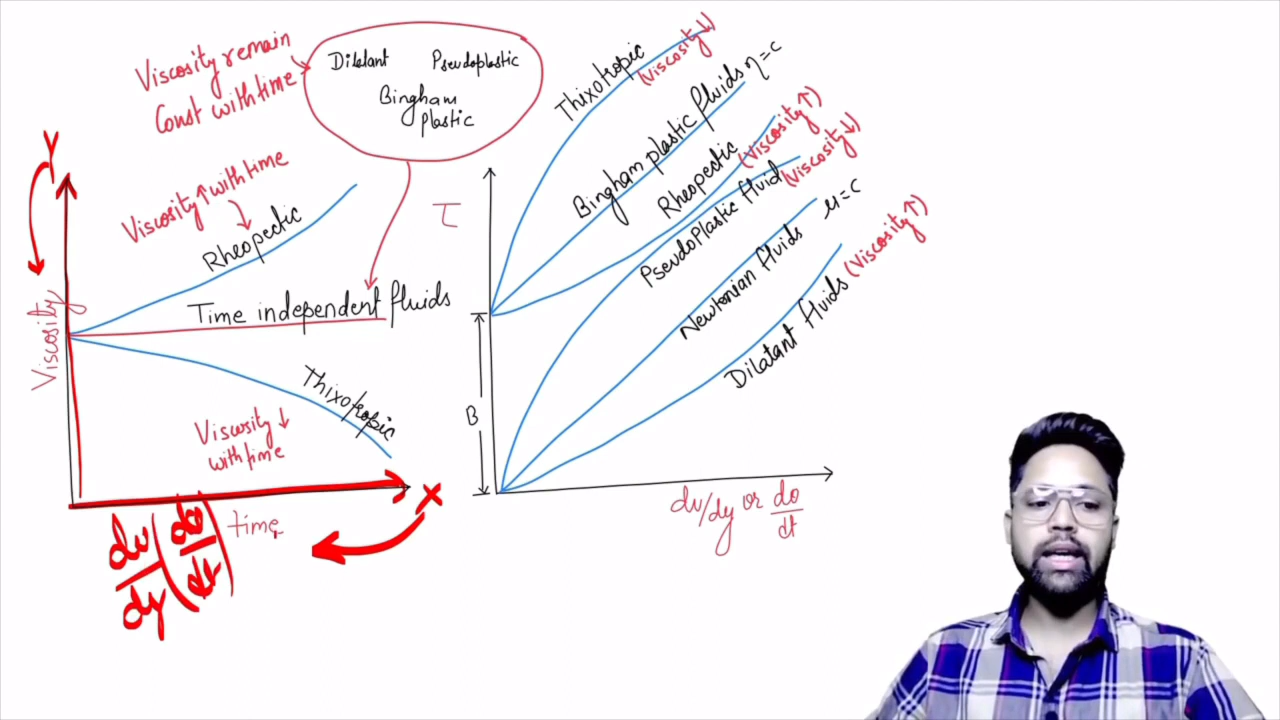 Viscosity remain
Const with time
Dilatant Pseudoplastic
Bingham
plastic
Y
Viscosity ↑ with time
Rheopectic
Time independent fluids
Viscosity
Thixotropic
Viscosity ↓
with time
X
time
du/dy (dθ/dt)
Thixotropic
(Viscosity↓)
Bingham plastic fluids η=c
Rheopectic
(Viscosity↑)
PseudoPlastic fluid
(Viscosity↓)
Newtonian fluids μ=c
Dilatant fluids
(Viscosity↑)
τ
B
du/dy or dθ/dt